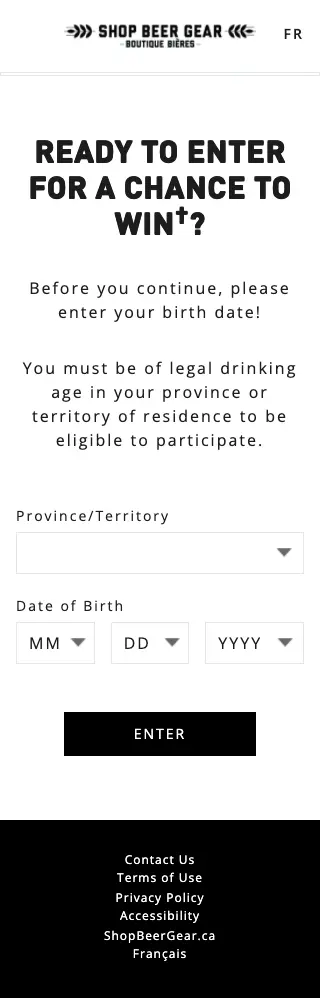 SHOP BEER GEAR
BOUTIQUE BIÈRES
FR
READY TO ENTER
FOR A CHANCE TO
WIN†?
Before you continue, please
enter your birth date!
You must be of legal drinking
age in your province or
territory of residence to be
eligible to participate.
Province/Territory
Date of Birth
MM DD YYYY
ENTER
Contact Us
Terms of Use
Privacy Policy
Accessibility
ShopBeerGear.ca
Français